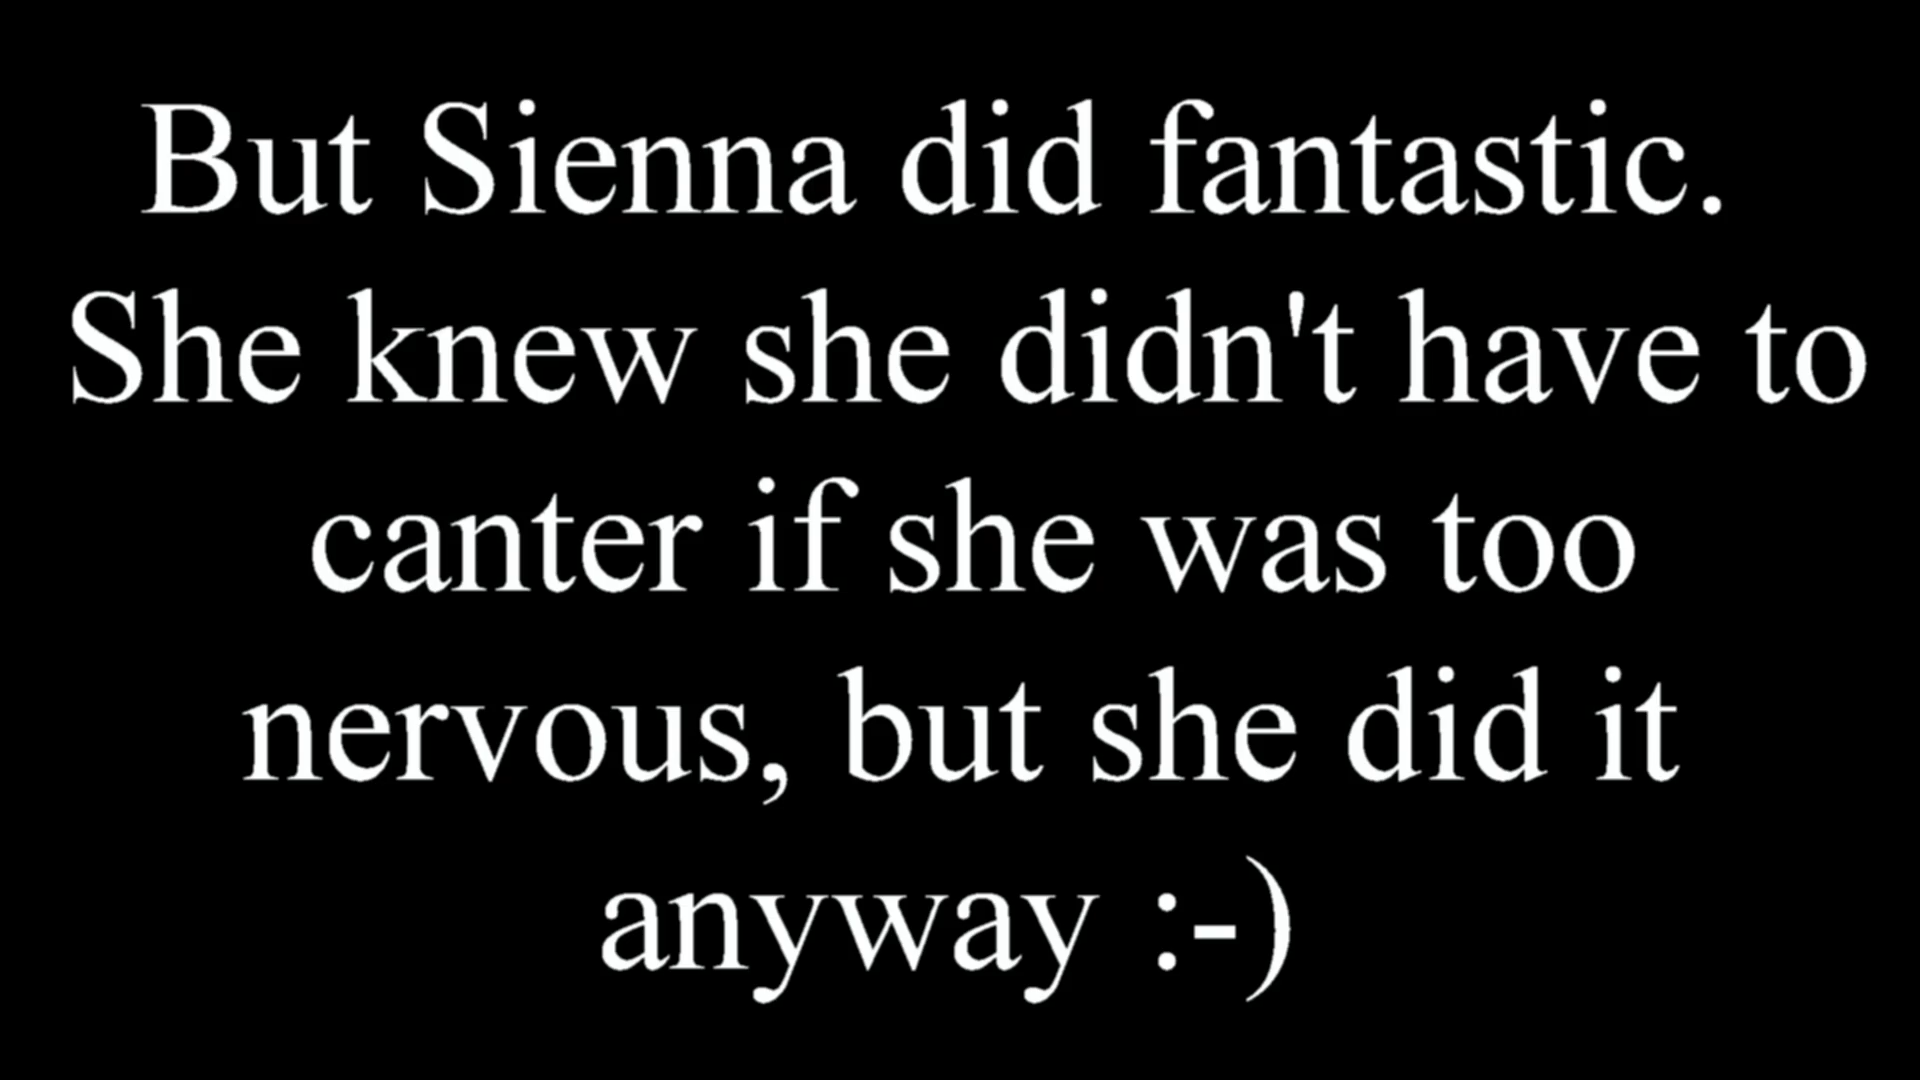 But Sienna did fantastic.
She knew she didn't have to
canter if she was too
nervous, but she did it
anyway :-)